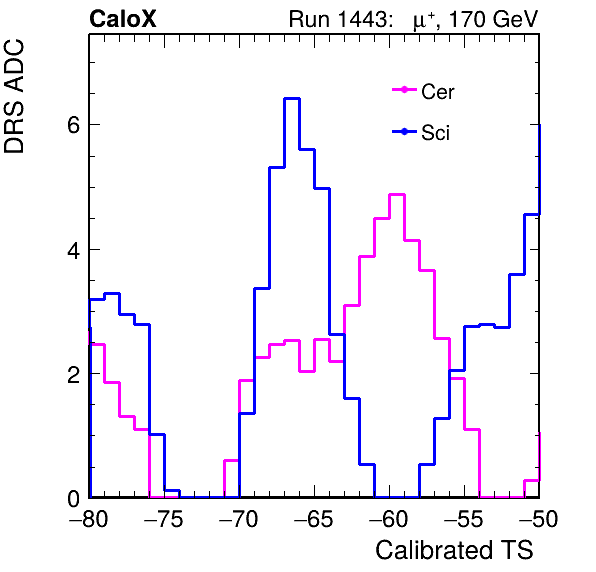 CaloX Run 1443: μ⁺, 170 GeV
DRS ADC
Cer
Sci
6
4
2
0
−80 −75 −70 −65 −60 −55 −50
Calibrated TS